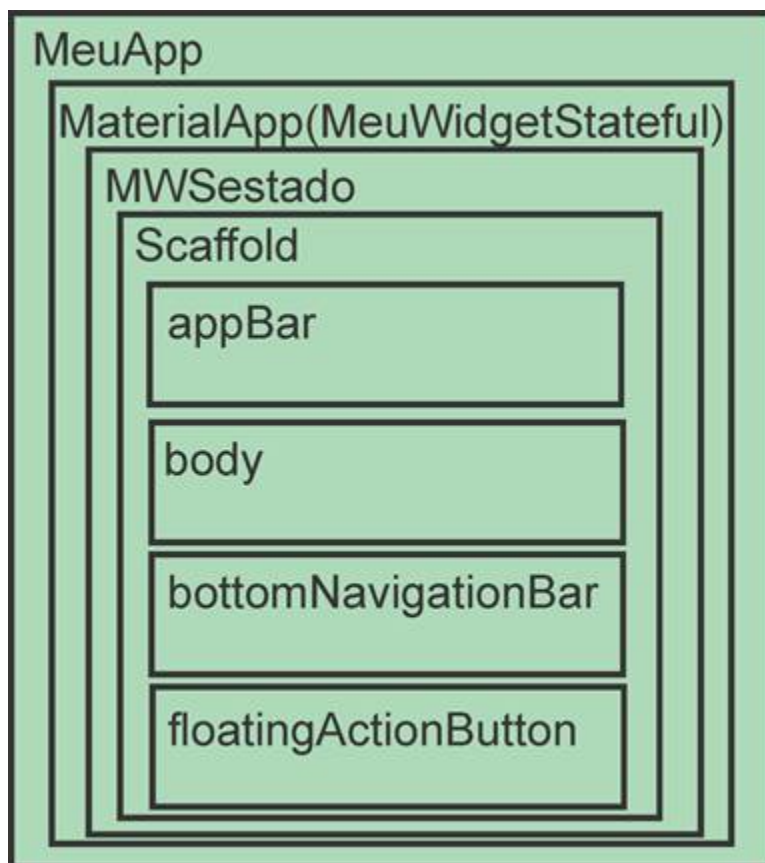 MeuApp
MaterialApp(MeuWidgetStateful)
MWSestado
Scaffold
appBar
body
bottomNavigationBar
floatingActionButton